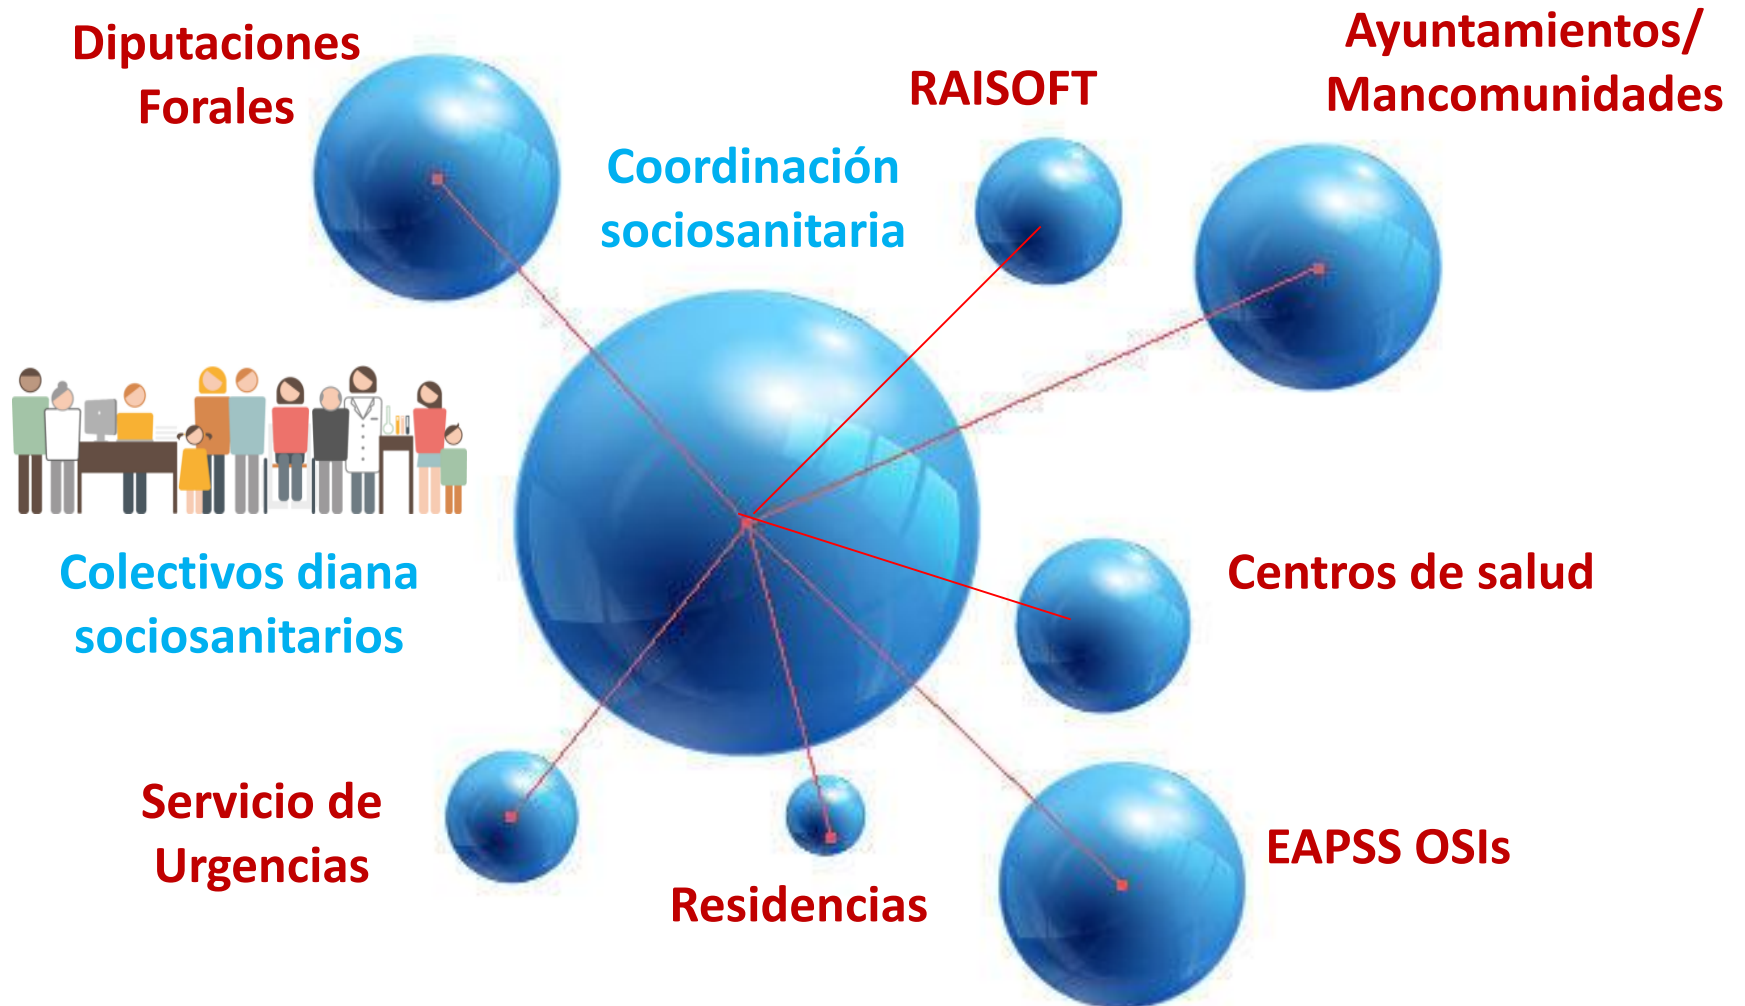 Diputaciones
Forales
RAISOFT
Ayuntamientos/
Mancomunidades
Coordinación
sociosanitaria
Colectivos diana
sociosanitarios
Centros de salud
Servicio de
Urgencias
Residencias
EAPSS OSIs